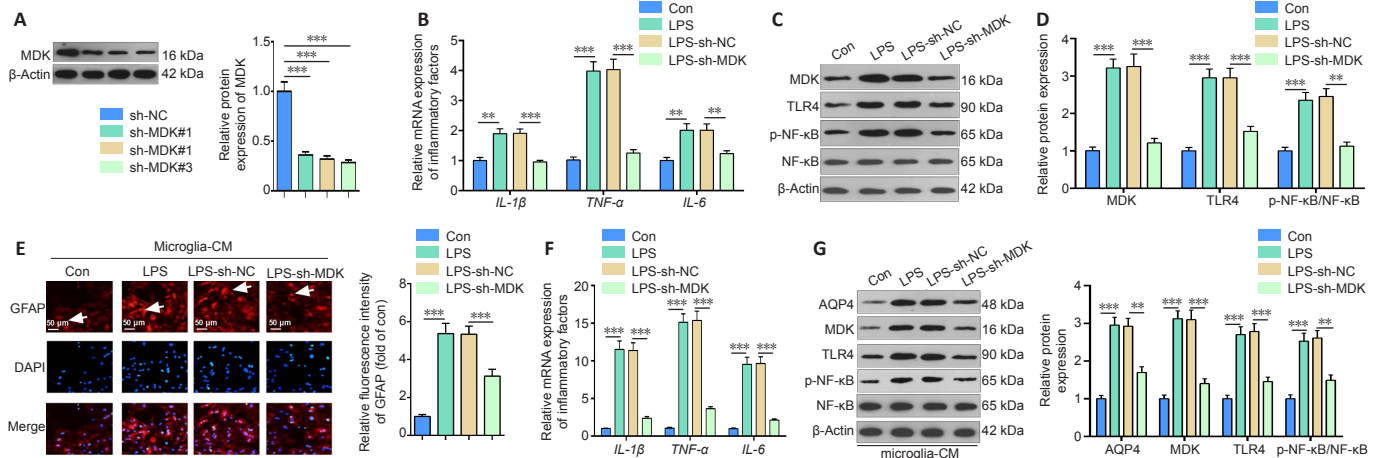 A
MDK
16 kDa
β-Actin
42 kDa
sh-NC
sh-MDK#1
sh-MDK#1
sh-MDK#3
Relative protein
expression of MDK
1.5
1.0
0.5
0.0
***
***
***
B
Con
LPS
LPS-sh-NC
LPS-sh-MDK
Relative mRNA expression
of inflammatory factors
6
5
4
3
2
1
0
** ***
*** ***
** **
IL-1β
TNF-α
IL-6
C
Con
LPS
LPS-sh-NC
LPS-sh-MDK
MDK
16 kDa
TLR4
90 kDa
p-NF-κB
65 kDa
NF-κB
65 kDa
β-Actin
42 kDa
D
Con
LPS
LPS-sh-NC
LPS-sh-MDK
Relative protein expression
5
4
3
2
1
0
*** ***
*** ***
*** **
MDK
TLR4
p-NF-κB/NF-κB
E
Microglia-CM
Con
LPS
LPS-sh-NC
LPS-sh-MDK
GFAP
50 μm
50 μm
50 μm
50 μm
DAPI
Merge
Con
LPS
LPS-sh-NC
LPS-sh-MDK
Relative fluorescence intensity
of GFAP (fold of con)
8
6
4
2
0
*** ***
F
Con
LPS
LPS-sh-NC
LPS-sh-MDK
Relative mRNA expression
of inflammatory factors
20
15
10
5
0
*** ***
*** ***
*** ***
IL-1β
TNF-α
IL-6
G
Con
LPS
LPS-sh-NC
LPS-sh-MDK
AQP4
48 kDa
MDK
16 kDa
TLR4
90 kDa
p-NF-κB
65 kDa
NF-κB
65 kDa
β-Actin
42 kDa
microglia-CM
Con
LPS
LPS-sh-NC
LPS-sh-MDK
Relative protein
expression
4
3
2
1
0
*** **
*** ***
*** ***
*** **
AQP4
MDK
TLR4
p-NF-κB/NF-κB